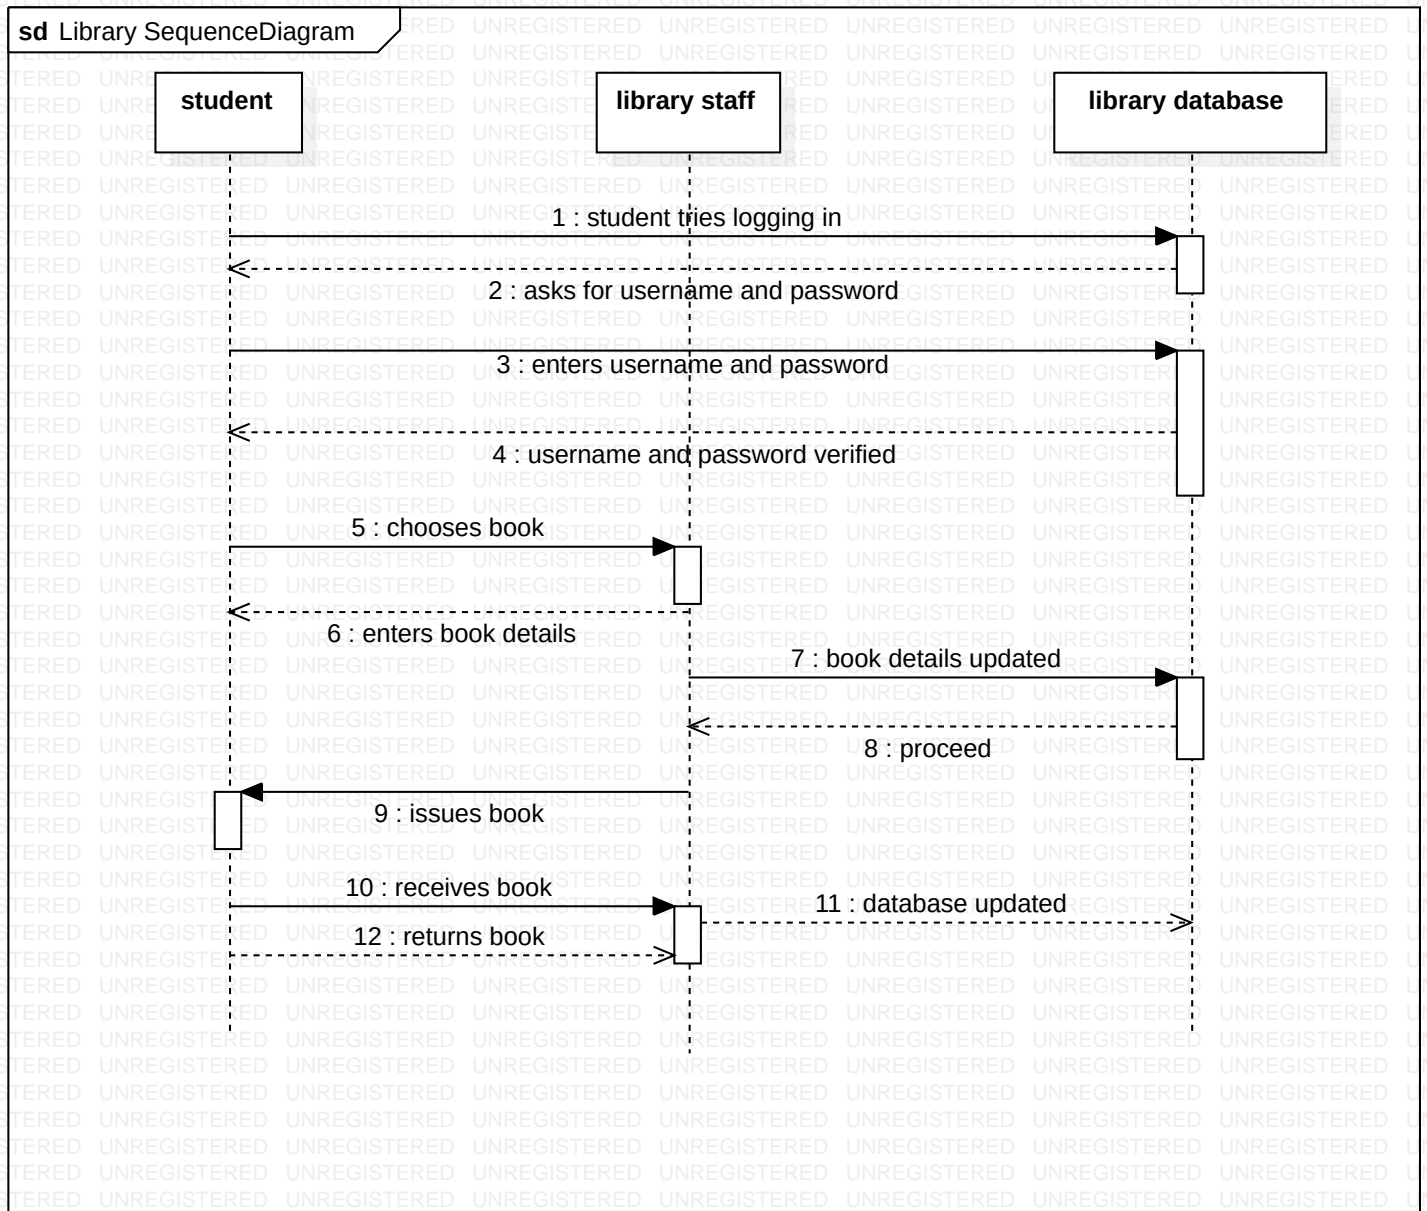 sd Library SequenceDiagram
student
library staff
library database
1 : student tries logging in
2 : asks for username and password
3 : enters username and password
4 : username and password verified
5 : chooses book
6 : enters book details
7 : book details updated
8 : proceed
9 : issues book
10 : receives book
11 : database updated
12 : returns book
UNREGISTERED